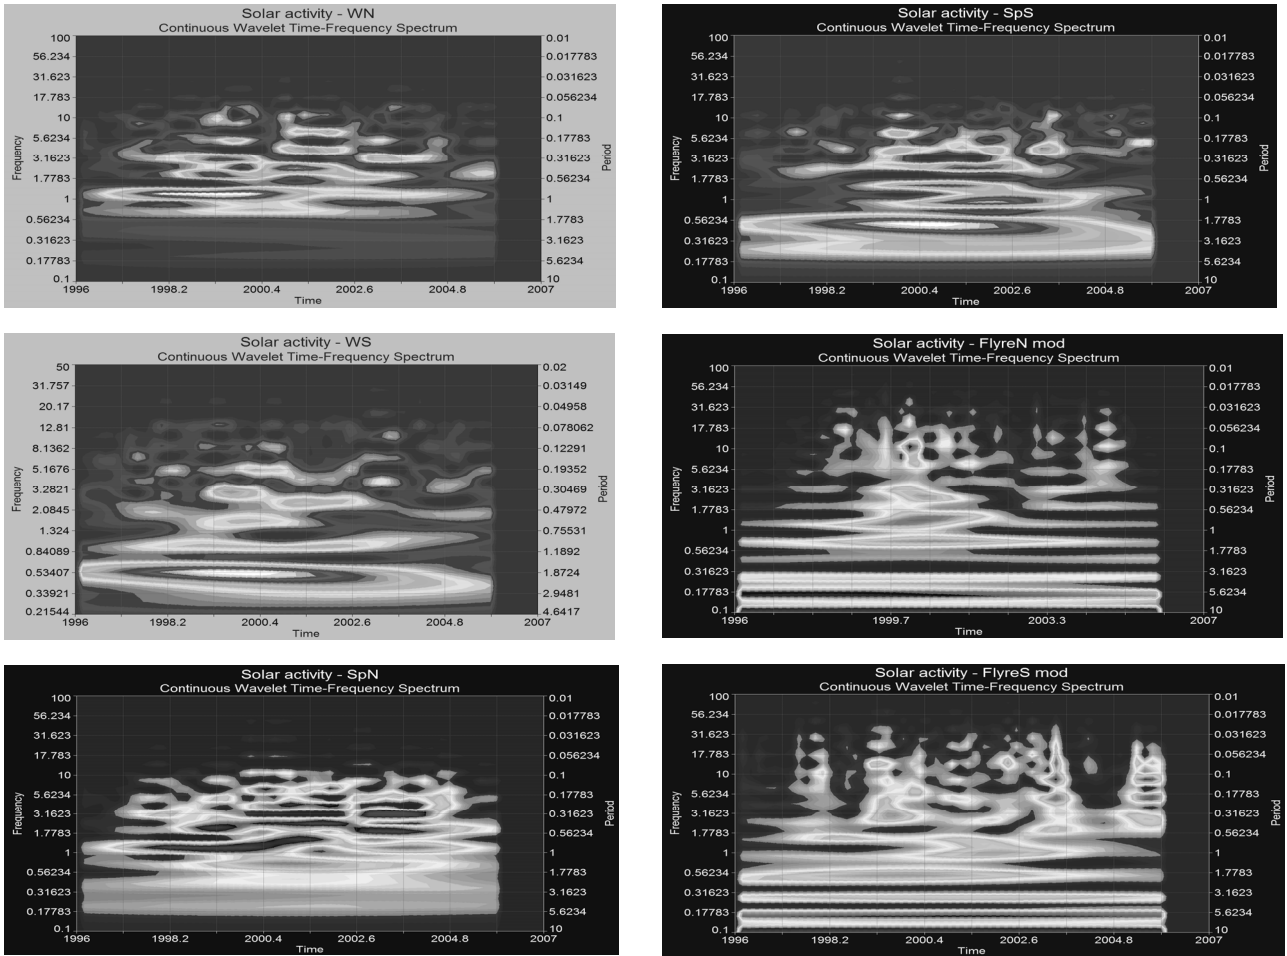 Solar activity - WN
Continuous Wavelet Time-Frequency Spectrum
100 0.01
56.234 0.017783
31.623 0.031623
17.783 0.056234
10 0.1
5.6234 0.17783
3.1623 0.31623
1.7783 0.56234
1 1
0.56234 1.7783
0.31623 3.1623
0.17783 5.6234
0.1 10
Frequency
Period
1996 1998.2 2000.4 2002.6 2004.8 2007
Time
Solar activity - SpS
Continuous Wavelet Time-Frequency Spectrum
100 0.01
56.234 0.017783
31.623 0.031623
17.783 0.056234
10 0.1
5.6234 0.17783
3.1623 0.31623
1.7783 0.56234
1 1
0.56234 1.7783
0.31623 3.1623
0.17783 5.6234
0.1 10
Frequency
Period
1996 1998.2 2000.4 2002.6 2004.8 2007
Time
Solar activity - WS
Continuous Wavelet Time-Frequency Spectrum
50 0.02
31.757 0.03149
20.17 0.04958
12.81 0.078062
8.1362 0.12291
5.1676 0.19352
3.2821 0.30469
2.0845 0.47972
1.324 0.75531
0.84089 1.1892
0.53407 1.8724
0.33921 2.9481
0.21544 4.6417
Frequency
Period
1996 1998.2 2000.4 2002.6 2004.8 2007
Time
Solar activity - FlyreN mod
Continuous Wavelet Time-Frequency Spectrum
100 0.01
56.234 0.017783
31.623 0.031623
17.783 0.056234
10 0.1
5.6234 0.17783
3.1623 0.31623
1.7783 0.56234
1 1
0.56234 1.7783
0.31623 3.1623
0.17783 5.6234
0.1 10
Frequency
Period
1996 1999.7 2003.3 2007
Time
Solar activity - SpN
Continuous Wavelet Time-Frequency Spectrum
100 0.01
56.234 0.017783
31.623 0.031623
17.783 0.056234
10 0.1
5.6234 0.17783
3.1623 0.31623
1.7783 0.56234
1 1
0.56234 1.7783
0.31623 3.1623
0.17783 5.6234
0.1 10
Frequency
Period
1996 1998.2 2000.4 2002.6 2004.8 2007
Time
Solar activity - FlyreS mod
Continuous Wavelet Time-Frequency Spectrum
100 0.01
56.234 0.017783
31.623 0.031623
17.783 0.056234
10 0.1
5.6234 0.17783
3.1623 0.31623
1.7783 0.56234
1 1
0.56234 1.7783
0.31623 3.1623
0.17783 5.6234
0.1 10
Frequency
Period
1996 1998.2 2000.4 2002.6 2004.8 2007
Time